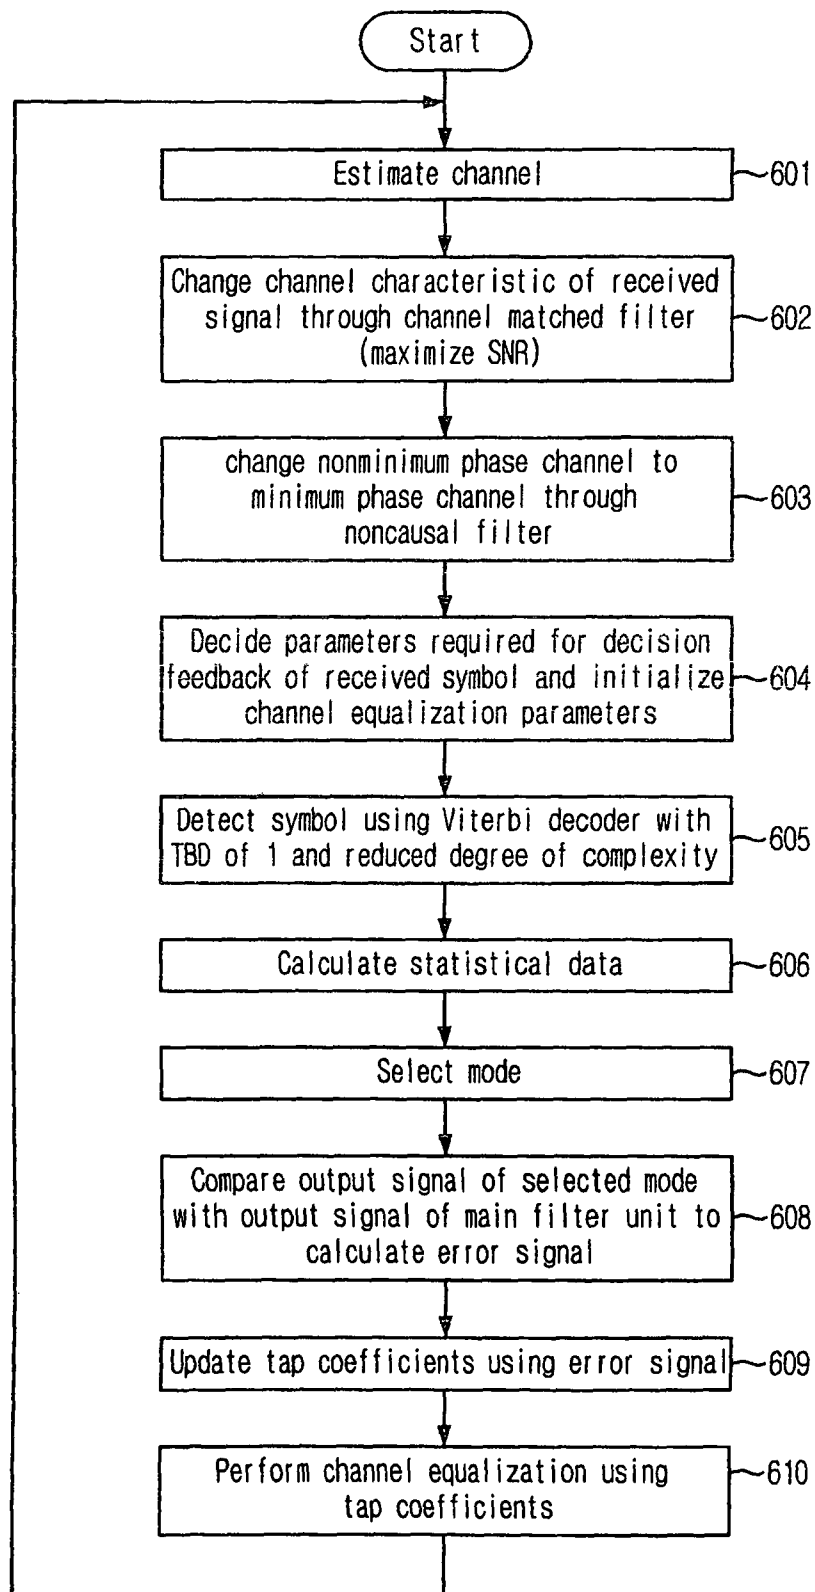 Start
Estimate channel
601
Change channel characteristic of received
signal through channel matched filter
(maximize SNR)
602
change nonminimum phase channel to
minimum phase channel through
noncausal filter
603
Decide parameters required for decision
feedback of received symbol and initialize
channel equalization parameters
604
Detect symbol using Viterbi decoder with
TBD of 1 and reduced degree of complexity
605
Calculate statistical data
606
Select mode
607
Compare output signal of selected mode
with output signal of main filter unit to
calculate error signal
608
Update tap coefficients using error signal
609
Perform channel equalization using
tap coefficients
610